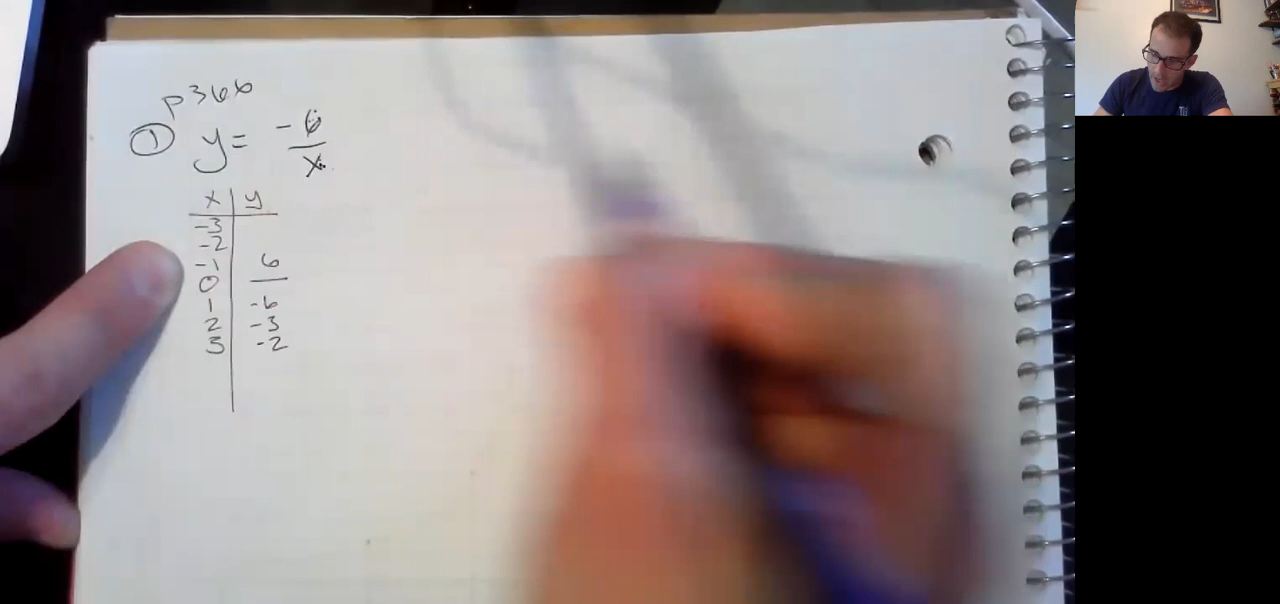 p366
① y = -6/x
x | y
-3
-2
-1 6
0 —
1 -6
2 -3
3 -2